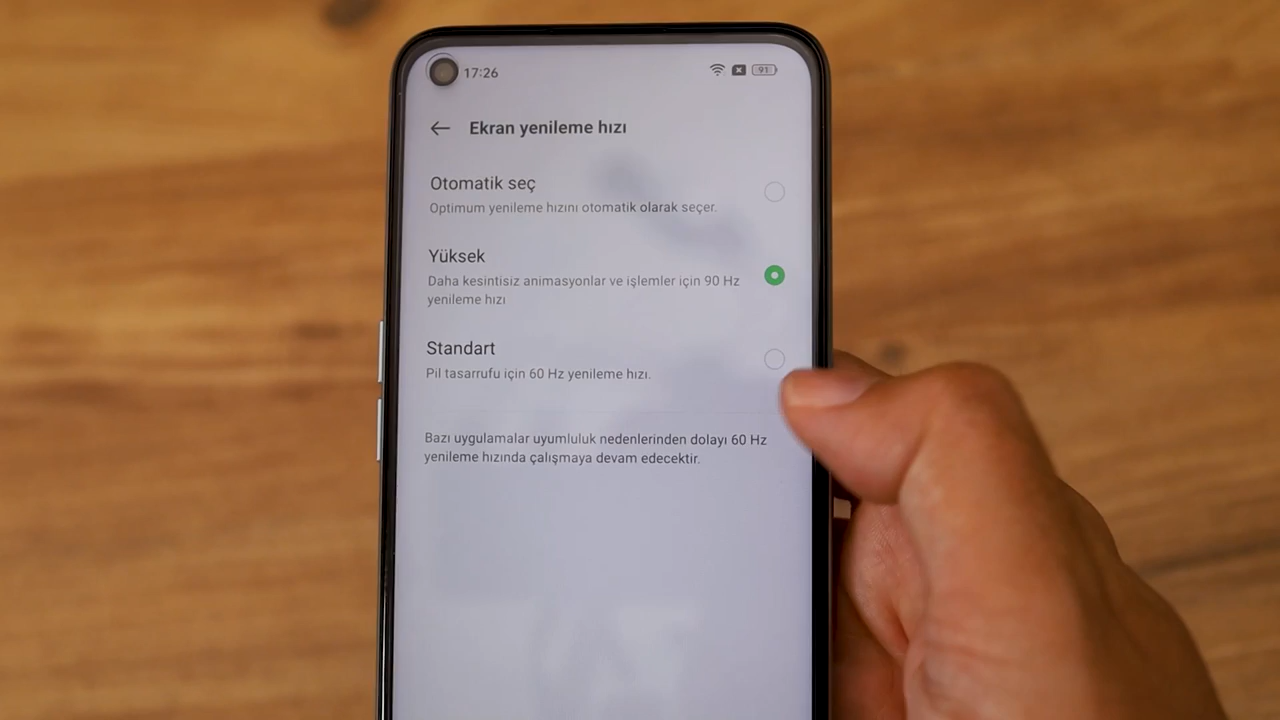 17:26
91
Ekran yenileme hızı
Otomatik seç
Optimum yenileme hızını otomatik olarak seçer.
Yüksek
Daha kesintisiz animasyonlar ve işlemler için 90 Hz
yenileme hızı
Standart
Pil tasarrufu için 60 Hz yenileme hızı.
Bazı uygulamalar uyumluluk nedenlerinden dolayı 60 Hz
yenileme hızında çalışmaya devam edecektir.